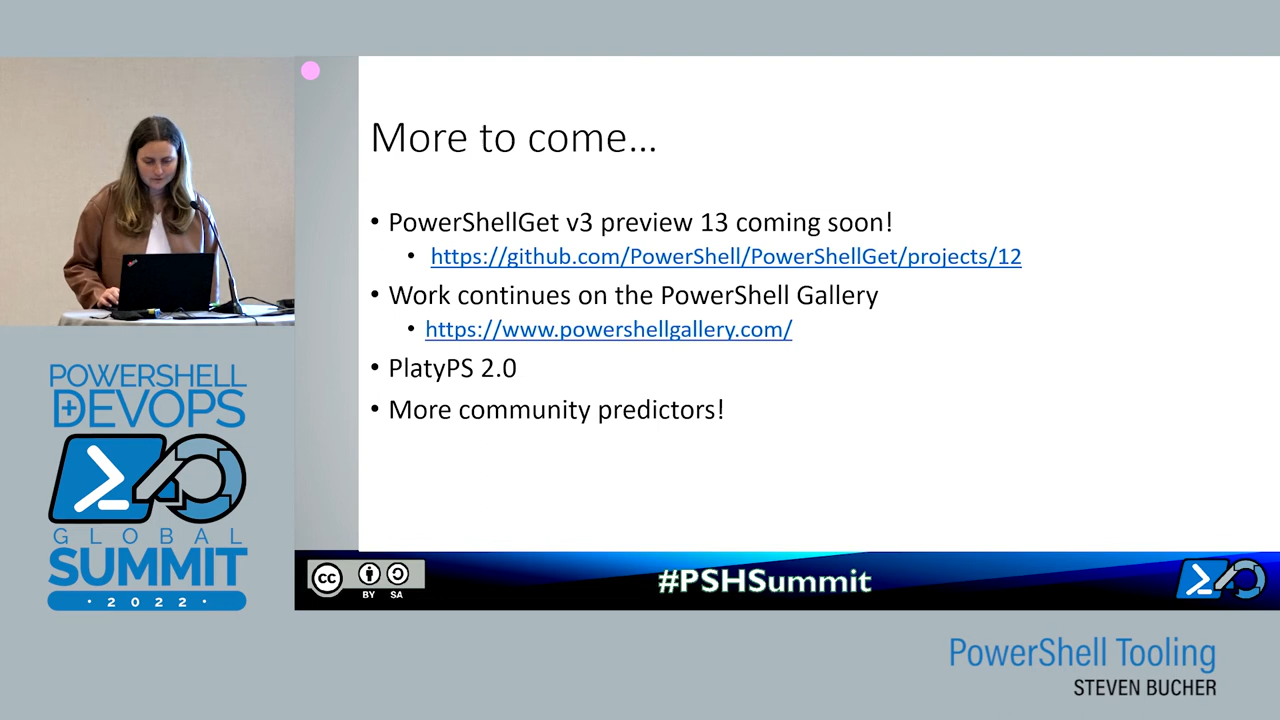 More to come...
• PowerShellGet v3 preview 13 coming soon!
• https://github.com/PowerShell/PowerShellGet/projects/12
• Work continues on the PowerShell Gallery
• https://www.powershellgallery.com/
• PlatyPS 2.0
• More community predictors!
POWERSHELL
DEVOPS
GLOBAL
SUMMIT
· 2022 ·
cc
BY SA
#PSHSummit
PowerShell Tooling
STEVEN BUCHER